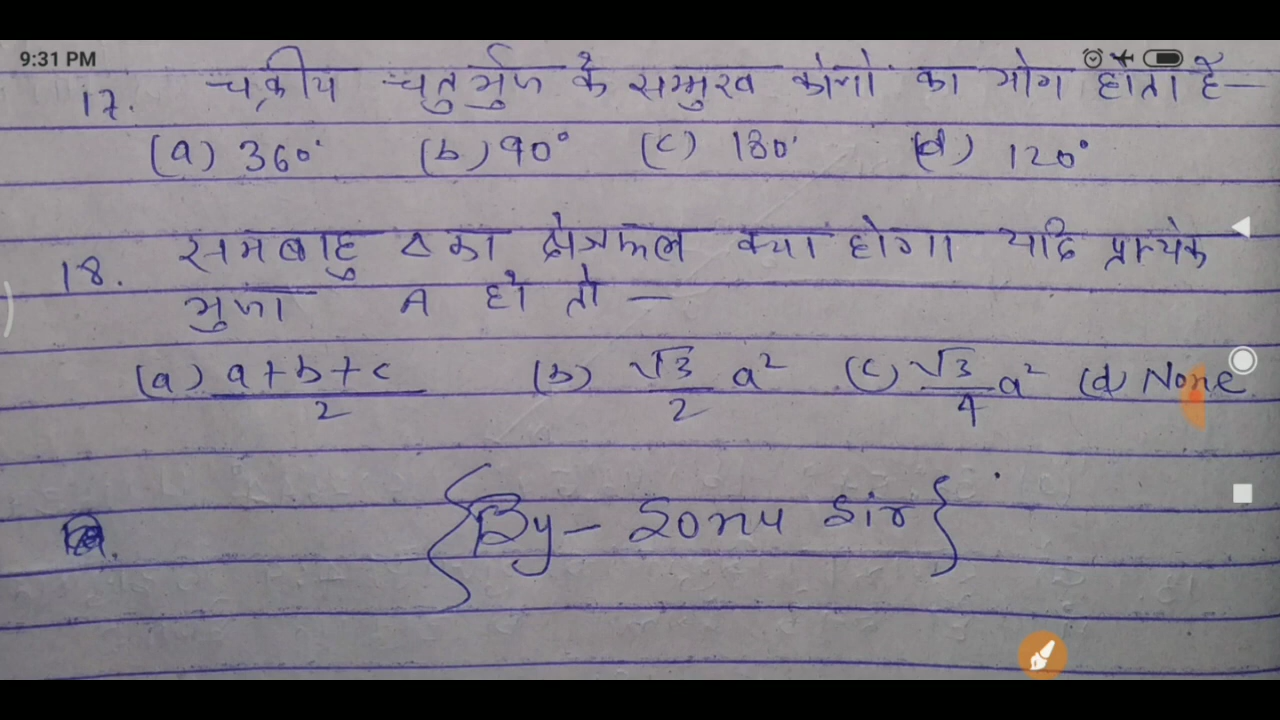 9:31 PM
17. चक्रीय चतुर्भुज के सम्मुख कोणों का योग होता है —
(a) 360° (b) 90° (c) 180° (d) 120°
18. समबाहु Δ का क्षेत्रफल क्या होगा यदि प्रत्येक
भुजा A हो तो —
(a) a+b+c/2 (b) √3/2 a² (c) √3/4 a² (d) None
{By - Sonu Sir}